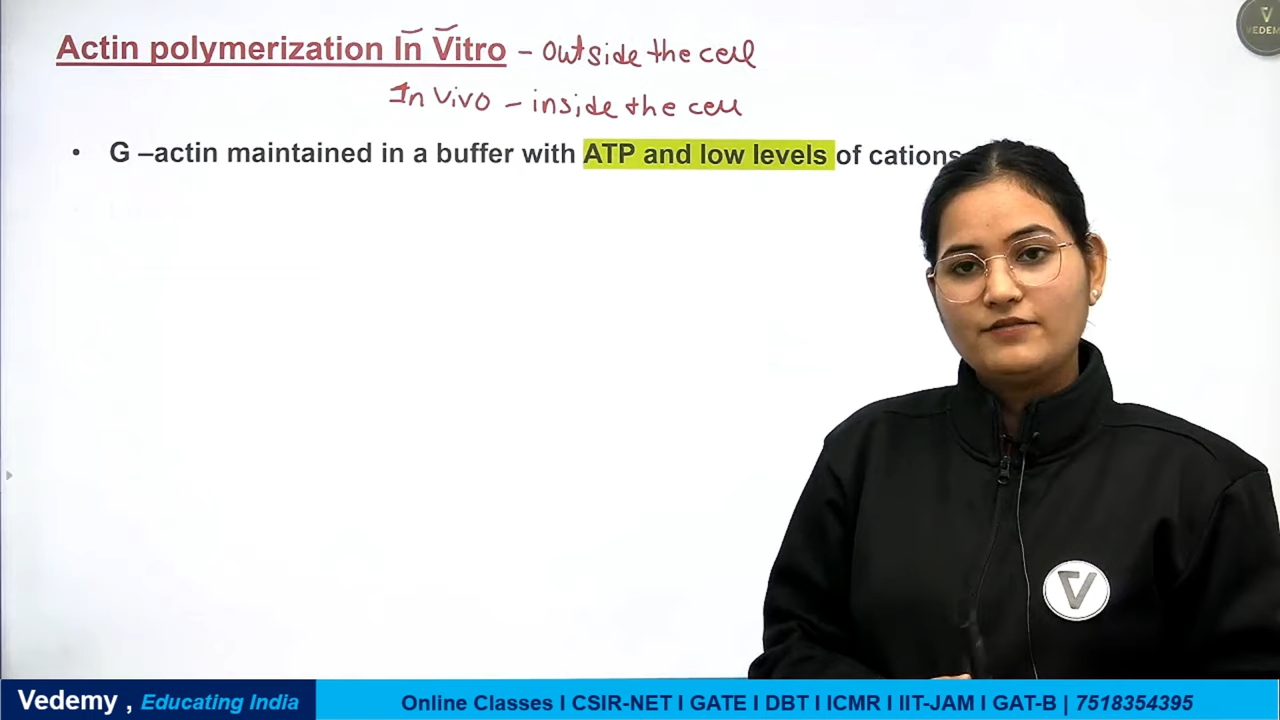 Actin polymerization In Vitro – outside the cell
In Vivo – inside the cell
• G –actin maintained in a buffer with ATP and low levels of cations
VEDEM
Vedemy , Educating India
Online Classes I CSIR-NET I GATE I DBT I ICMR I IIT-JAM I GAT-B | 7518354395